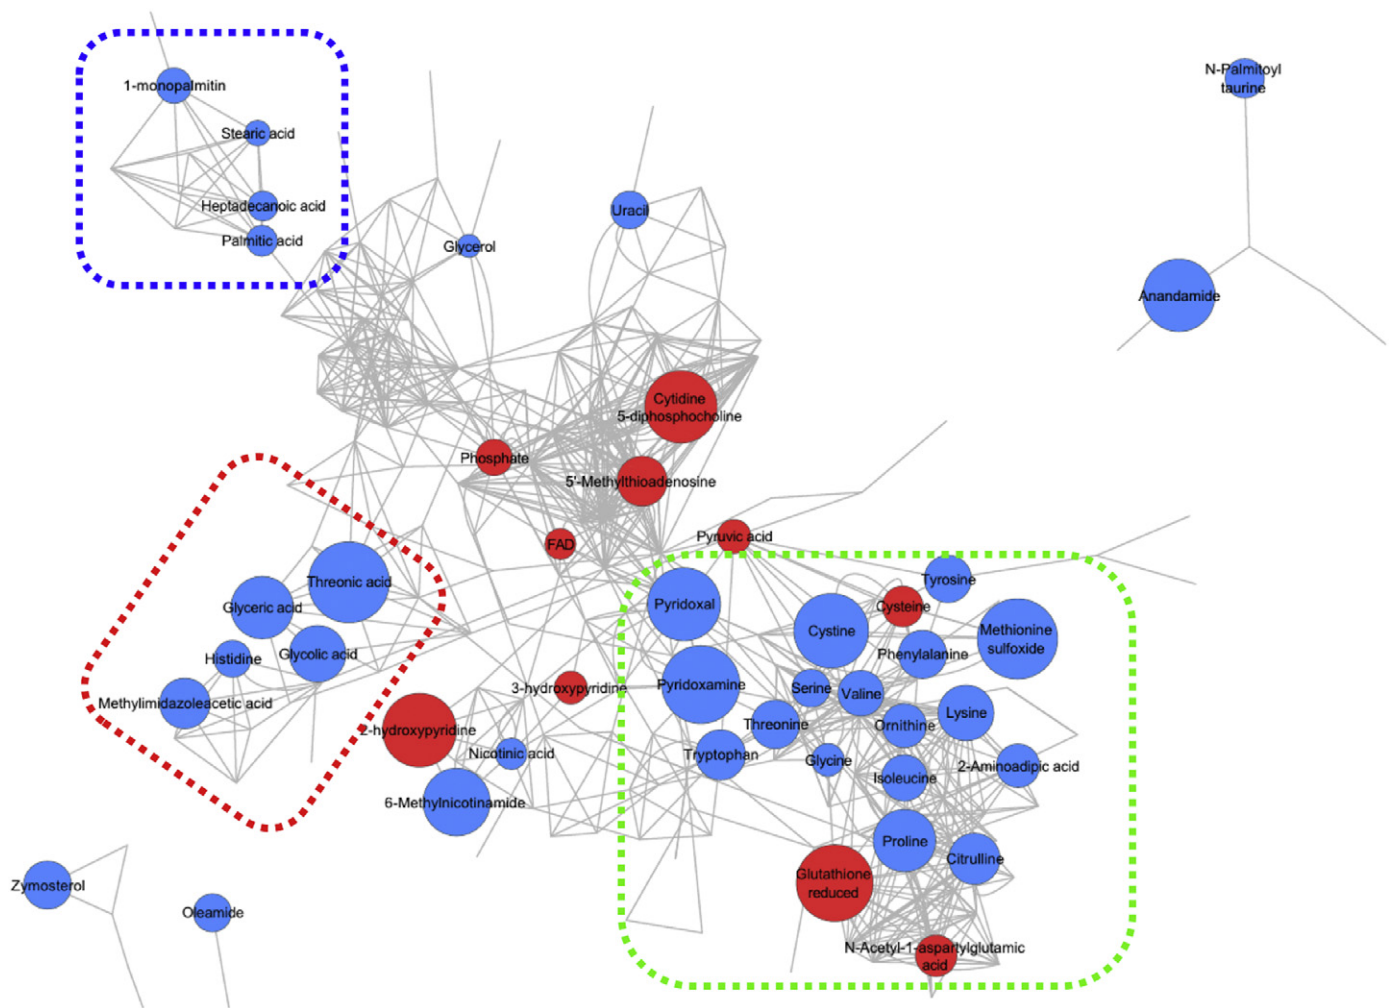 N-Palmitoyl
taurine
1-monopalmitin
Stearic acid
Heptadecanoic acid
Palmitic acid
Glycerol
Uracil
Anandamide
Cytidine
5-diphosphocholine
Phosphate
5'-Methylthioadenosine
FAD
Pyruvic acid
Threonic acid
Glyceric acid
Glycolic acid
Histidine
Methylimidazoleacetic acid
Pyridoxal
Cystine
Cysteine
Tyrosine
Methionine
sulfoxide
Phenylalanine
3-hydroxypyridine
Pyridoxamine
Serine
Valine
Lysine
Threonine
Ornithine
2-hydroxypyridine
Nicotinic acid
Tryptophan
Glycine
Isoleucine
2-Aminoadipic acid
6-Methylnicotinamide
Proline
Citrulline
Glutathione
reduced
Zymosterol
Oleamide
N-Acetyl-1-aspartylglutamic
acid